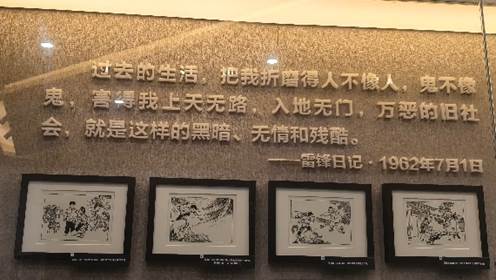 过去的生活，把我折磨得人不像人，鬼不像
鬼，害得我上天无路，入地无门，万恶的旧社
会，就是这样的黑暗、无情和残酷。
——雷锋日记·1962年7月1日